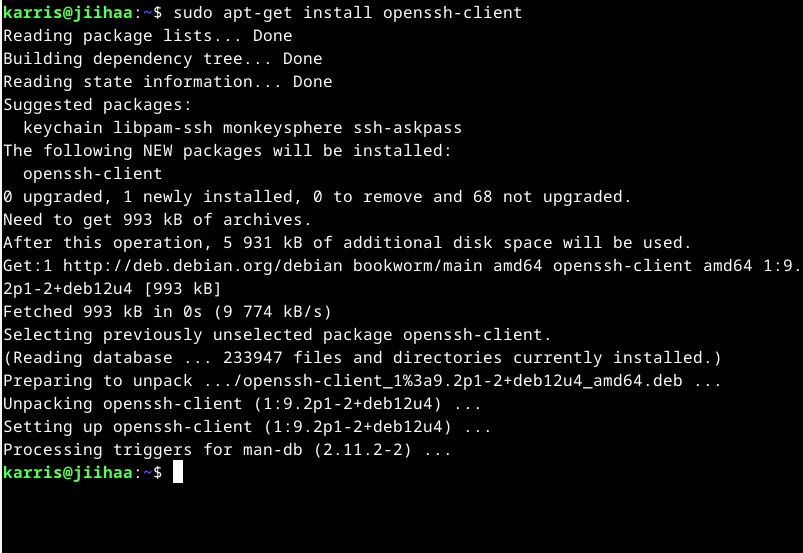 karris@jiihaa:~$ sudo apt-get install openssh-client
Reading package lists... Done
Building dependency tree... Done
Reading state information... Done
Suggested packages:
  keychain libpam-ssh monkeysphere ssh-askpass
The following NEW packages will be installed:
  openssh-client
0 upgraded, 1 newly installed, 0 to remove and 68 not upgraded.
Need to get 993 kB of archives.
After this operation, 5 931 kB of additional disk space will be used.
Get:1 http://deb.debian.org/debian bookworm/main amd64 openssh-client amd64 1:9.
2p1-2+deb12u4 [993 kB]
Fetched 993 kB in 0s (9 774 kB/s)
Selecting previously unselected package openssh-client.
(Reading database ... 233947 files and directories currently installed.)
Preparing to unpack .../openssh-client_1%3a9.2p1-2+deb12u4_amd64.deb ...
Unpacking openssh-client (1:9.2p1-2+deb12u4) ...
Setting up openssh-client (1:9.2p1-2+deb12u4) ...
Processing triggers for man-db (2.11.2-2) ...
karris@jiihaa:~$